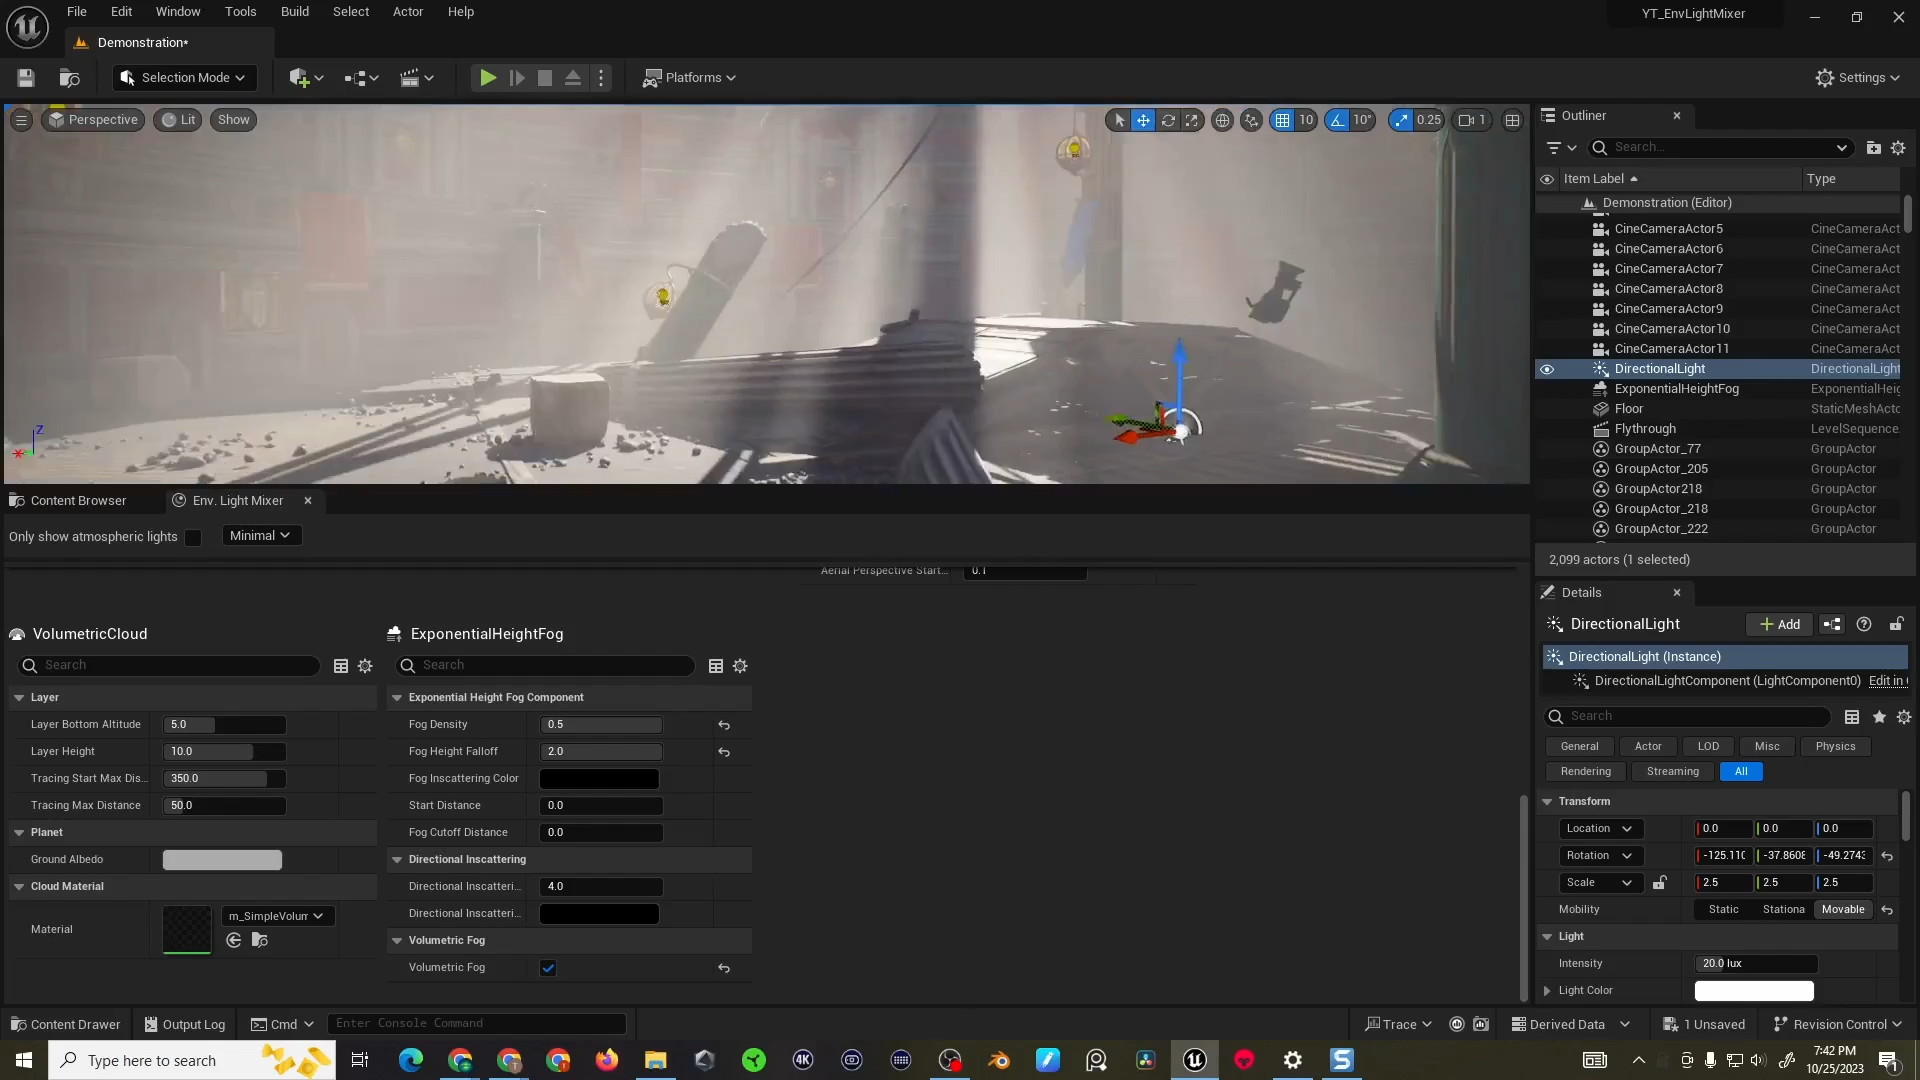 File Edit Window Tools Build Select Actor Help
YT_EnvLightMixer
Demonstration*
Selection Mode
Platforms
Settings
Perspective Lit Show
10 10° 0.25 1
Outliner
Search...
Item Label Type
Demonstration (Editor)
CineCameraActor5 CineCameraAct
CineCameraActor6 CineCameraAct
CineCameraActor7 CineCameraAct
CineCameraActor8 CineCameraAct
CineCameraActor9 CineCameraAct
CineCameraActor10 CineCameraAct
CineCameraActor11 CineCameraAct
DirectionalLight DirectionalLight
ExponentialHeightFog ExponentialHeig
Floor StaticMeshActo
Flythrough LevelSequence.
GroupActor_77 GroupActor
GroupActor_205 GroupActor
GroupActor218 GroupActor
GroupActor_218 GroupActor
GroupActor_222 GroupActor
2,099 actors (1 selected)
Z
Content Browser
Env. Light Mixer
Only show atmospheric lights
Minimal
Aerial Perspective Start... 0.1
VolumetricCloud
Search
Layer
Layer Bottom Altitude 5.0
Layer Height 10.0
Tracing Start Max Dis... 350.0
Tracing Max Distance 50.0
Planet
Ground Albedo
Cloud Material
Material m_SimpleVolum
ExponentialHeightFog
Search
Exponential Height Fog Component
Fog Density 0.5
Fog Height Falloff 2.0
Fog Inscattering Color
Start Distance 0.0
Fog Cutoff Distance 0.0
Directional Inscattering
Directional Inscatteri... 4.0
Directional Inscatteri...
Volumetric Fog
Volumetric Fog
Details
DirectionalLight
Add
DirectionalLight (Instance)
DirectionalLightComponent (LightComponent0) Edit in
Search
General Actor LOD Misc Physics
Rendering Streaming All
Transform
Location 0.0 0.0 0.0
Rotation -125.110 -37.8608 -49.2743
Scale 2.5 2.5 2.5
Mobility Static Stationa Movable
Light
Intensity 20.0 lux
Light Color
Content Drawer Output Log Cmd Enter Console Command
Trace Derived Data 1 Unsaved Revision Control
Type here to search
4K
7:42 PM
10/25/2023
1